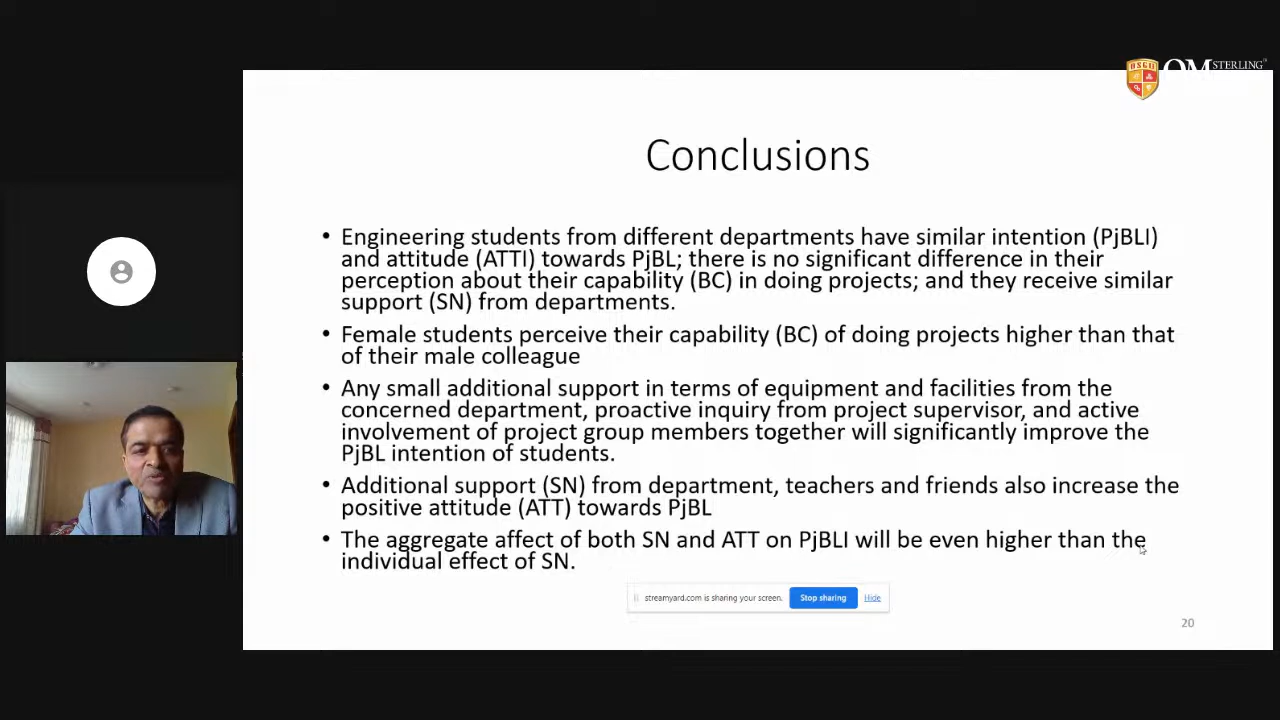 OM STERLING
OSGU
Conclusions
• Engineering students from different departments have similar intention (PjBLI)
and attitude (ATTI) towards PjBL; there is no significant difference in their
perception about their capability (BC) in doing projects; and they receive similar
support (SN) from departments.
• Female students perceive their capability (BC) of doing projects higher than that
of their male colleague
• Any small additional support in terms of equipment and facilities from the
concerned department, proactive inquiry from project supervisor, and active
involvement of project group members together will significantly improve the
PjBL intention of students.
• Additional support (SN) from department, teachers and friends also increase the
positive attitude (ATT) towards PjBL
• The aggregate affect of both SN and ATT on PjBLI will be even higher than the
individual effect of SN.
streamyard.com is sharing your screen. Stop sharing Hide
20